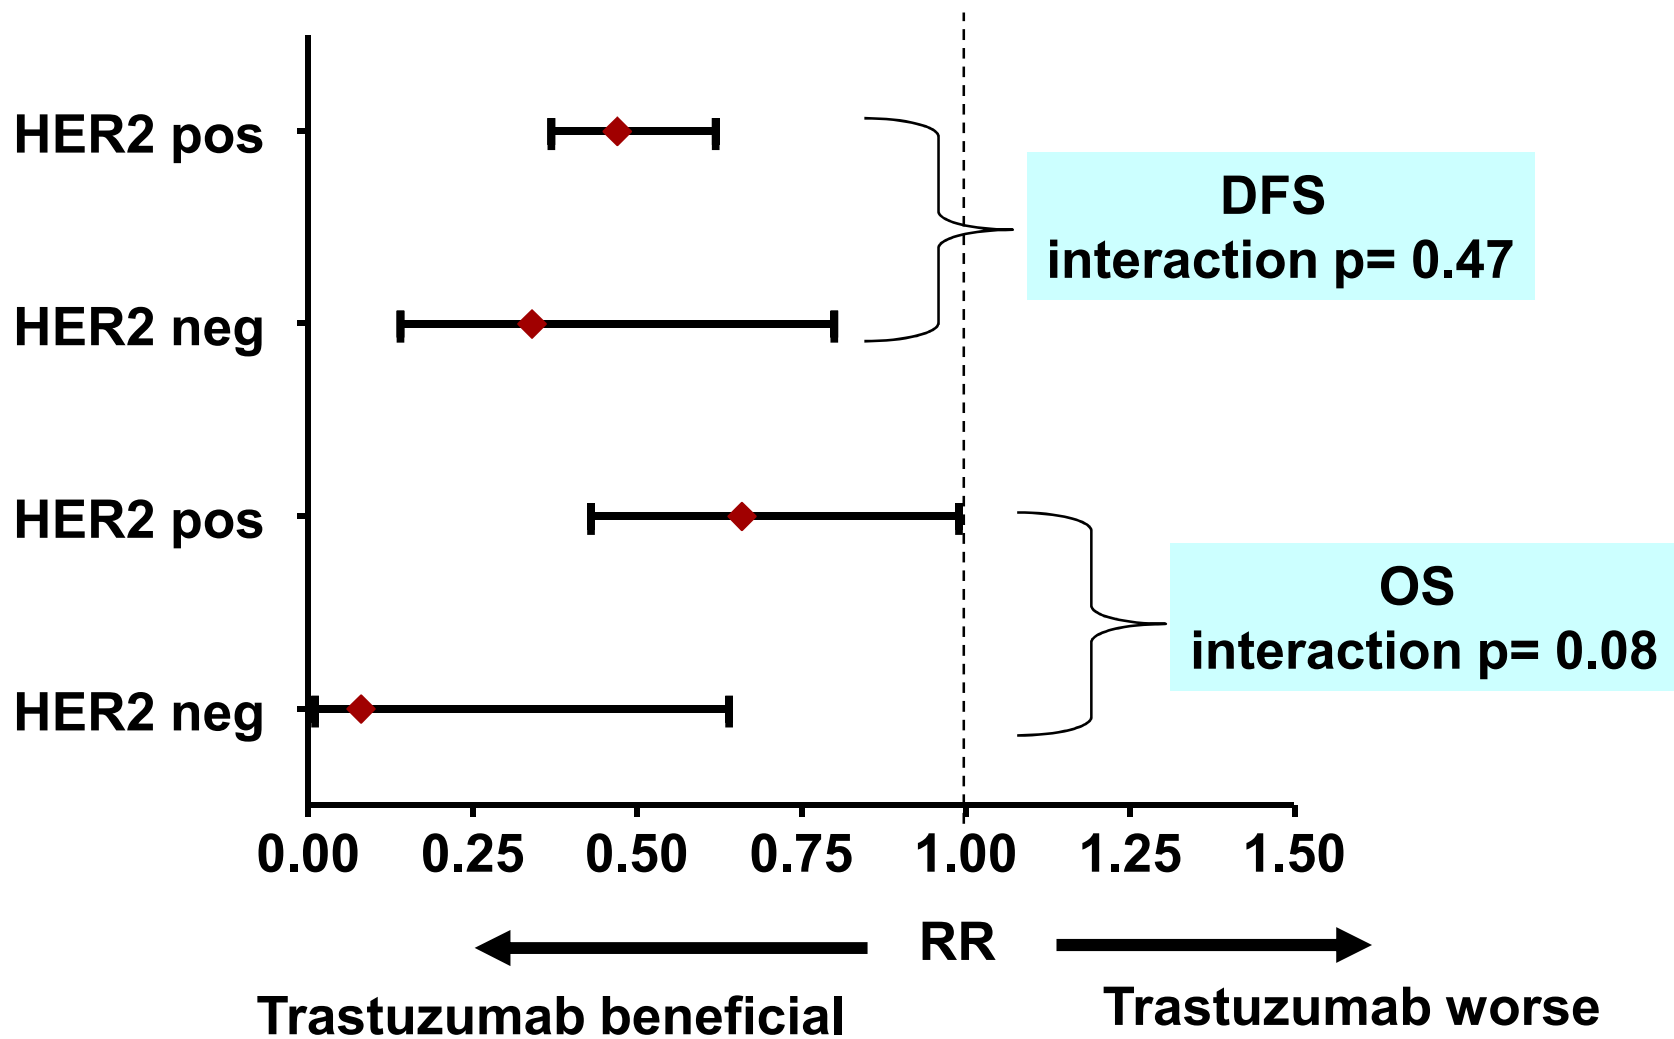 HER2 pos
DFS
interaction p= 0.47
HER2 neg
HER2 pos
OS
interaction p= 0.08
HER2 neg
0.00 0.25 0.50 0.75 1.00 1.25 1.50
RR
Trastuzumab beneficial
Trastuzumab worse